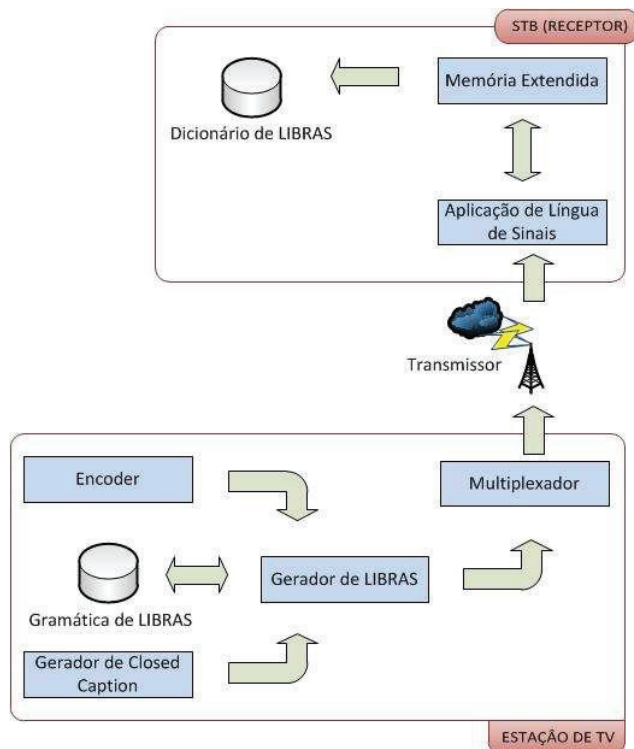 STB (RECEPTOR)
Memória Extendida
Dicionário de LIBRAS
Aplicação de Língua
de Sinais
Transmissor
Encoder
Multiplexador
Gerador de LIBRAS
Gramática de LIBRAS
Gerador de Closed
Caption
ESTAÇÂO DE TV